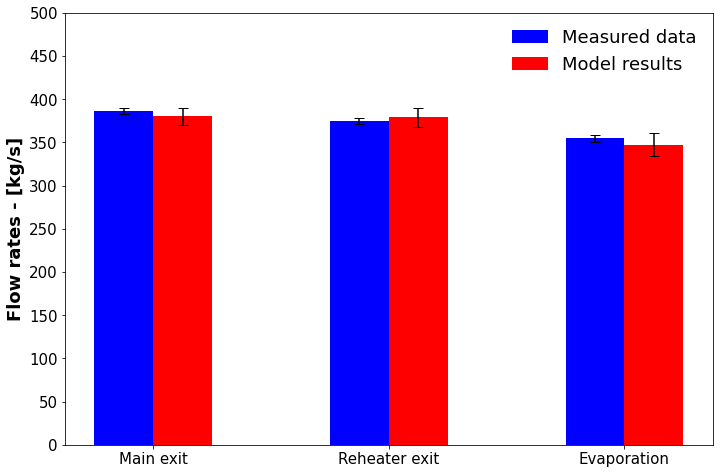 500
450
400
350
300
250
200
150
100
50
0
Flow rates - [kg/s]
Measured data
Model results
Main exit
Reheater exit
Evaporation